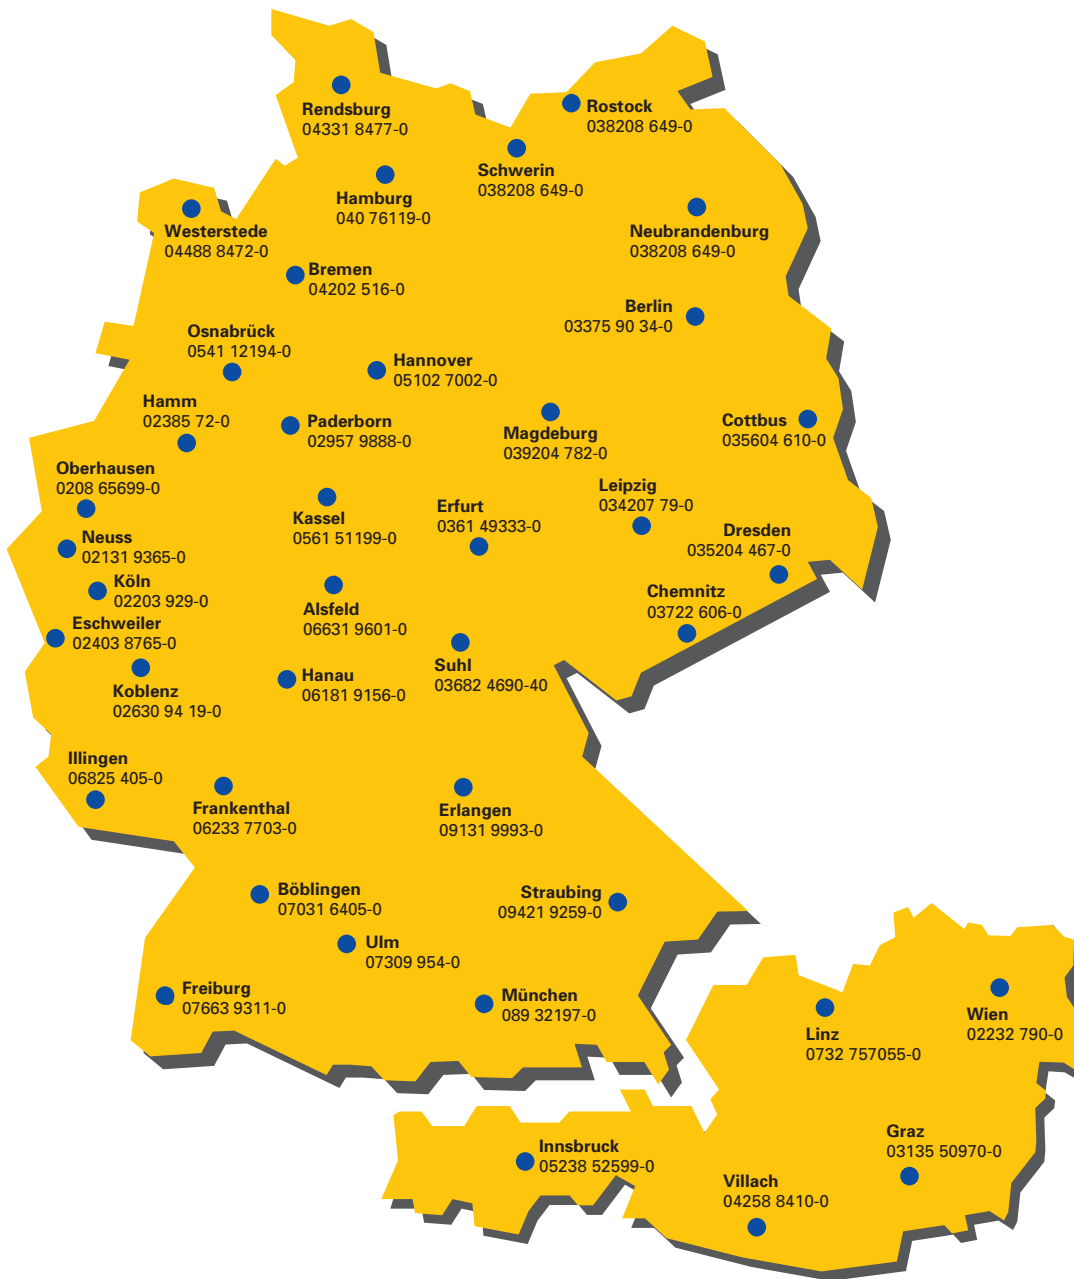 Rendsburg
04331 8477-0
Rostock
038208 649-0
Schwerin
038208 649-0
Hamburg
040 76119-0
Westerstede
04488 8472-0
Neubrandenburg
038208 649-0
Bremen
04202 516-0
Berlin
03375 90 34-0
Osnabrück
0541 12194-0
Hannover
05102 7002-0
Hamm
02385 72-0
Paderborn
02957 9888-0
Magdeburg
039204 782-0
Cottbus
035604 610-0
Oberhausen
0208 65699-0
Leipzig
034207 79-0
Kassel
0561 51199-0
Erfurt
0361 49333-0
Neuss
02131 9365-0
Dresden
035204 467-0
Köln
02203 929-0
Alsfeld
06631 9601-0
Chemnitz
03722 606-0
Eschweiler
02403 8765-0
Koblenz
02630 94 19-0
Hanau
06181 9156-0
Suhl
03682 4690-40
Illingen
06825 405-0
Frankenthal
06233 7703-0
Erlangen
09131 9993-0
Böblingen
07031 6405-0
Straubing
09421 9259-0
Ulm
07309 954-0
Freiburg
07663 9311-0
München
089 32197-0
Linz
0732 757055-0
Wien
02232 790-0
Innsbruck
05238 52599-0
Graz
03135 50970-0
Villach
04258 8410-0